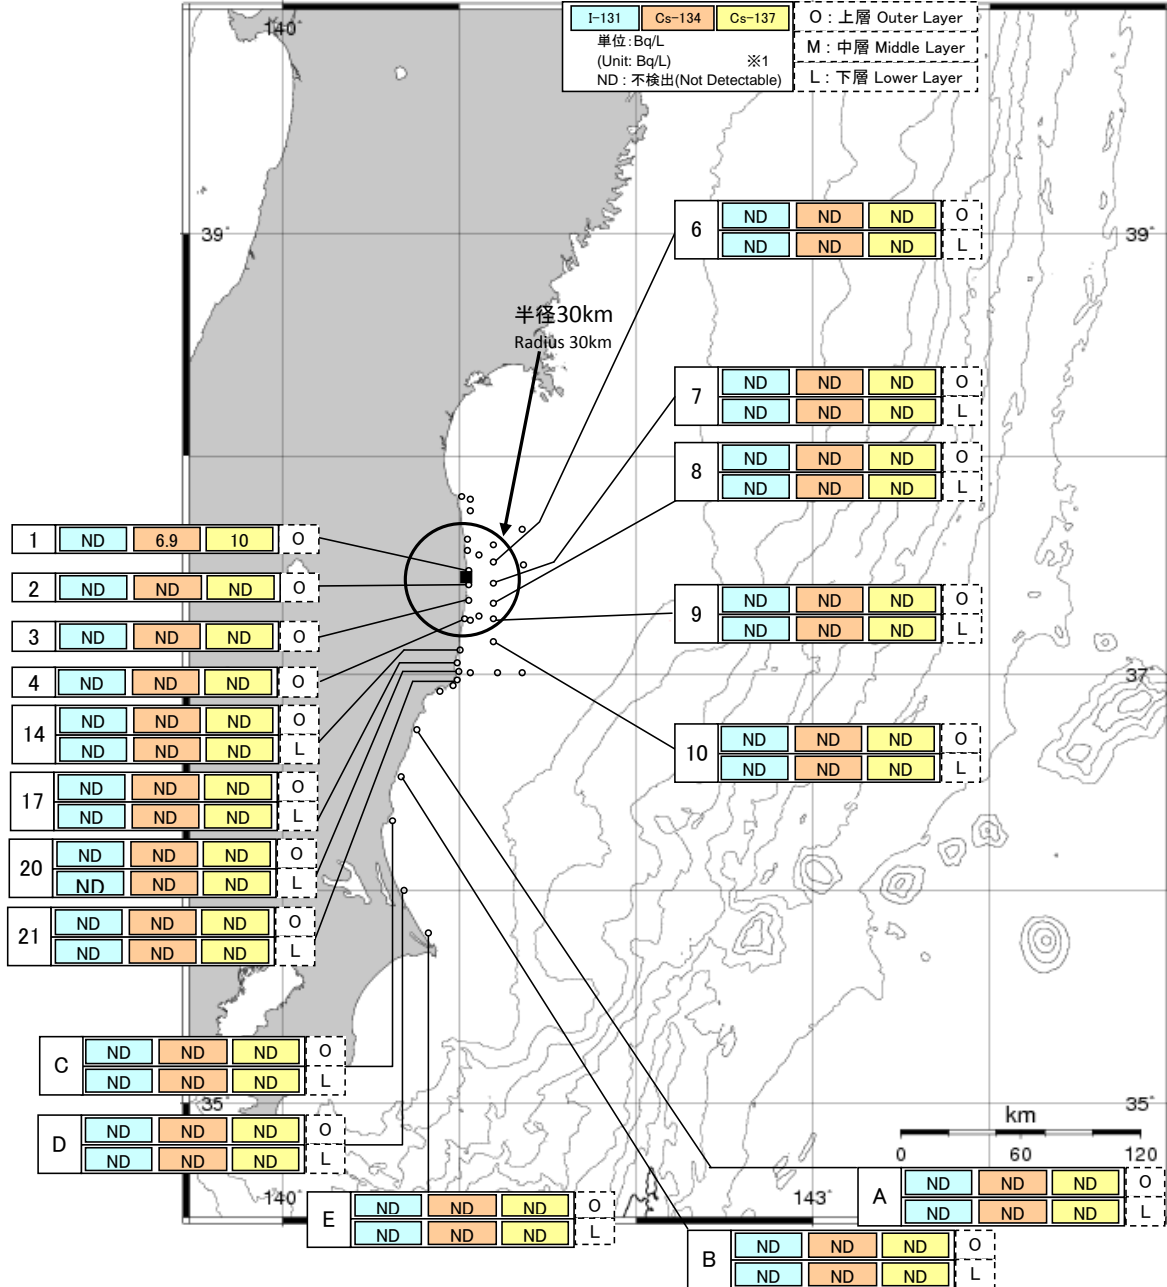 I-131 Cs-134 Cs-137
単位:Bq/L
(Unit: Bq/L) ※1
ND : 不検出(Not Detectable)
O : 上層 Outer Layer
M : 中層 Middle Layer
L : 下層 Lower Layer
140°
39°
39°
6 ND ND ND O
ND ND ND L
半径30km
Radius 30km
7 ND ND ND O
ND ND ND L
8 ND ND ND O
ND ND ND L
1 ND 6.9 10 O
2 ND ND ND O
3 ND ND ND O
4 ND ND ND O
14 ND ND ND O
ND ND ND L
17 ND ND ND O
ND ND ND L
20 ND ND ND O
ND ND ND L
21 ND ND ND O
ND ND ND L
9 ND ND ND O
ND ND ND L
37°
10 ND ND ND O
ND ND ND L
C ND ND ND O
ND ND ND L
35°
35°
D ND ND ND O
ND ND ND L
km
0 60 120
140°
143°
E ND ND ND O
ND ND ND L
A ND ND ND O
ND ND ND L
B ND ND ND O
ND ND ND L